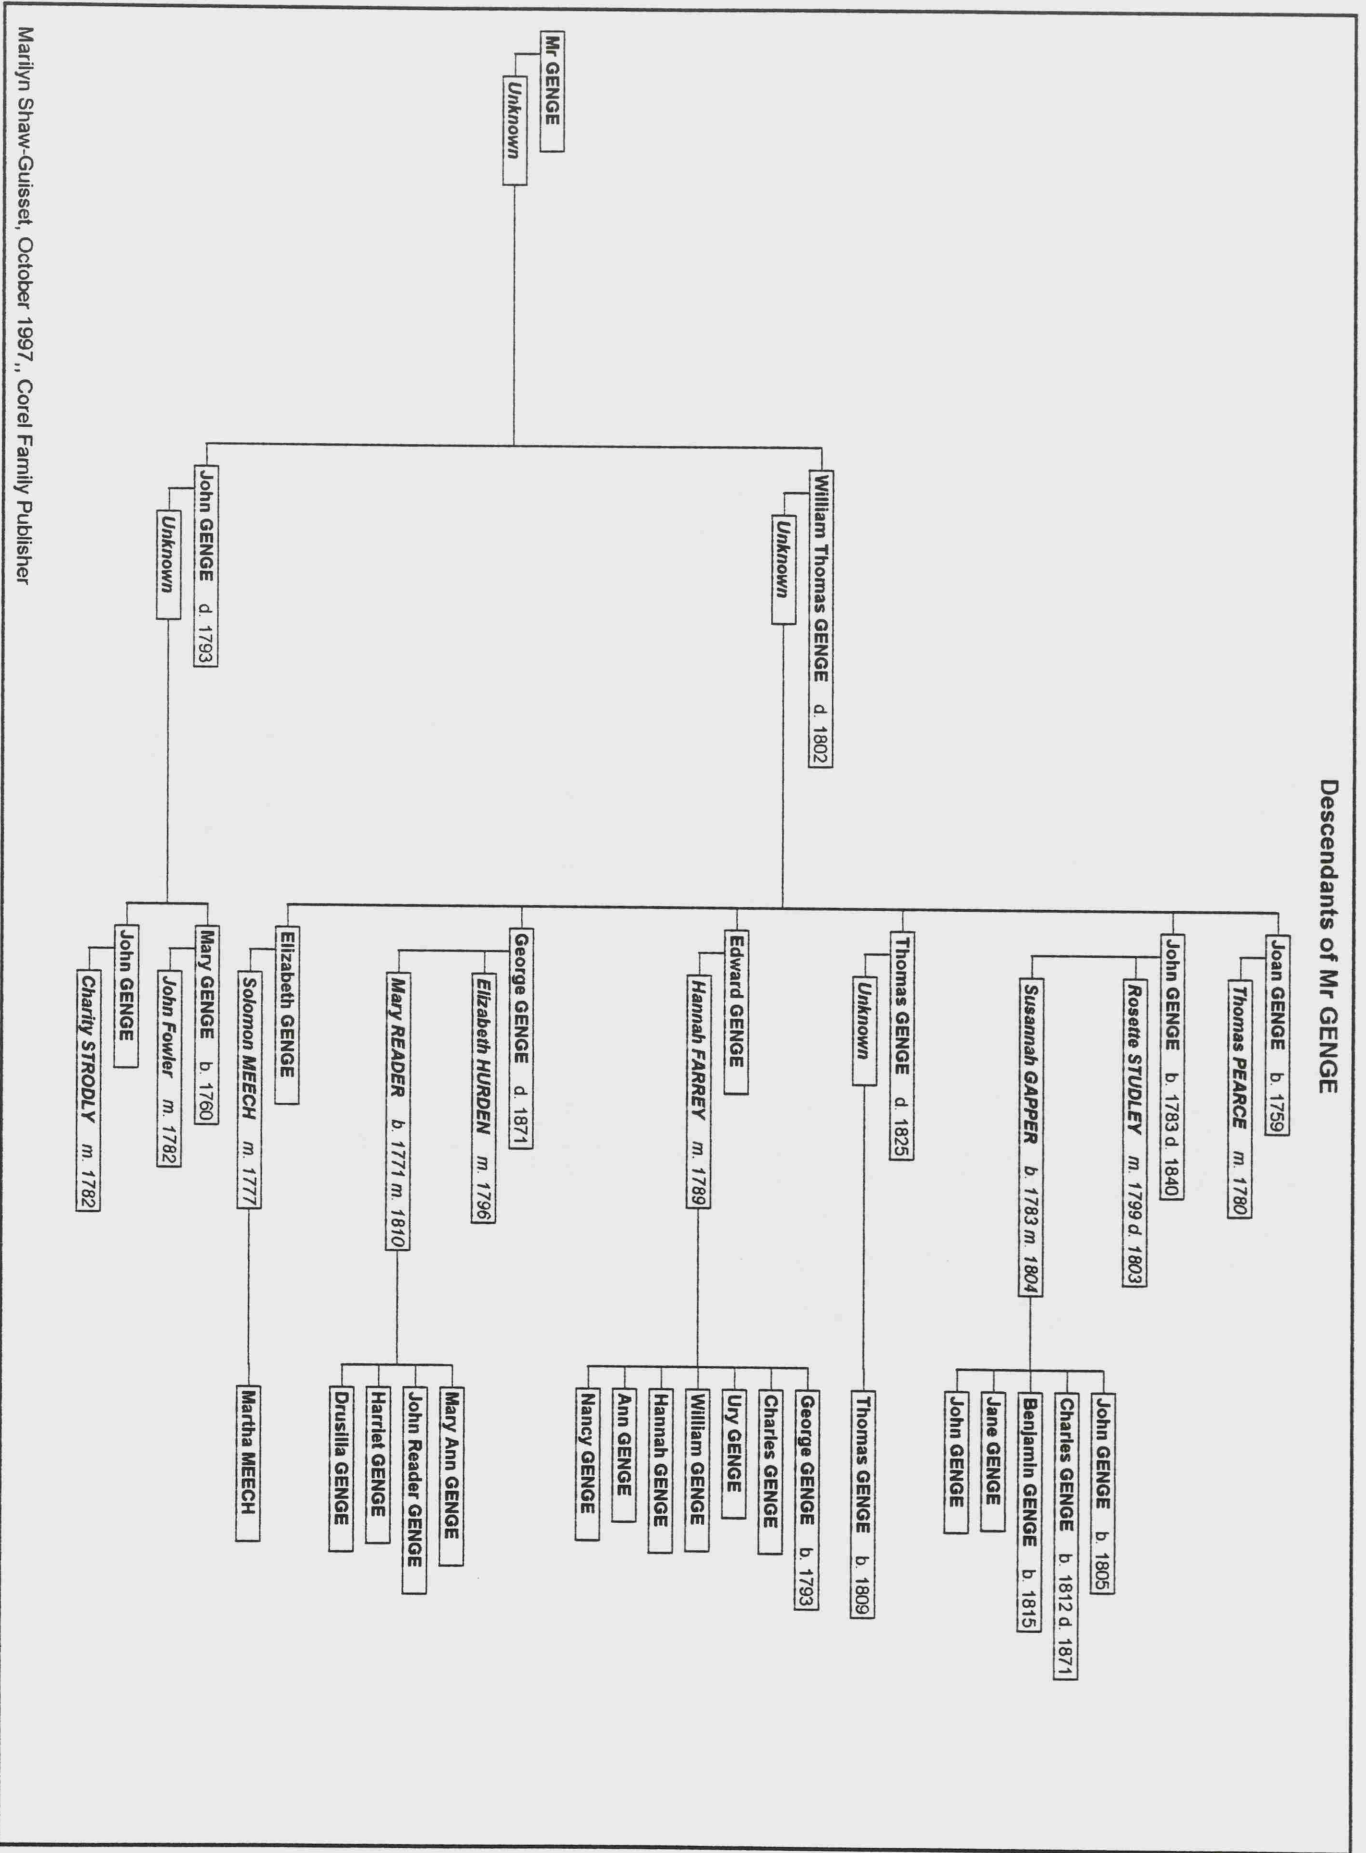 Descendants of Mr GENGE
Mr GENGE
Unknown
William Thomas GENGE d. 1802
Unknown
Joan GENGE b. 1759
Thomas PEARCE m. 1780
John GENGE b. 1783 d. 1840
Rosette STUDLEY m. 1799 d. 1803
Susannah GAPPER b. 1783 m. 1804
John GENGE b. 1805
Charles GENGE b. 1812 d. 1871
Benjamin GENGE b. 1815
Jane GENGE
John GENGE
Thomas GENGE d. 1825
Unknown
Thomas GENGE b. 1809
Edward GENGE
Hannah FARREY m. 1789
George GENGE b. 1793
Charles GENGE
Ury GENGE
William GENGE
Hannah GENGE
Ann GENGE
Nancy GENGE
George GENGE d. 1871
Elizabeth HURDEN m. 1796
Mary READER b. 1771 m. 1810
Mary Ann GENGE
John Reader GENGE
Harriet GENGE
Drusilla GENGE
Elizabeth GENGE
Solomon MEECH m. 1777
Martha MEECH
John GENGE d. 1793
Unknown
Mary GENGE b. 1760
John Fowler m. 1782
John GENGE
Charity STRODLY m. 1782
Marilyn Shaw-Guisset, October 1997,, Corel Family Publisher